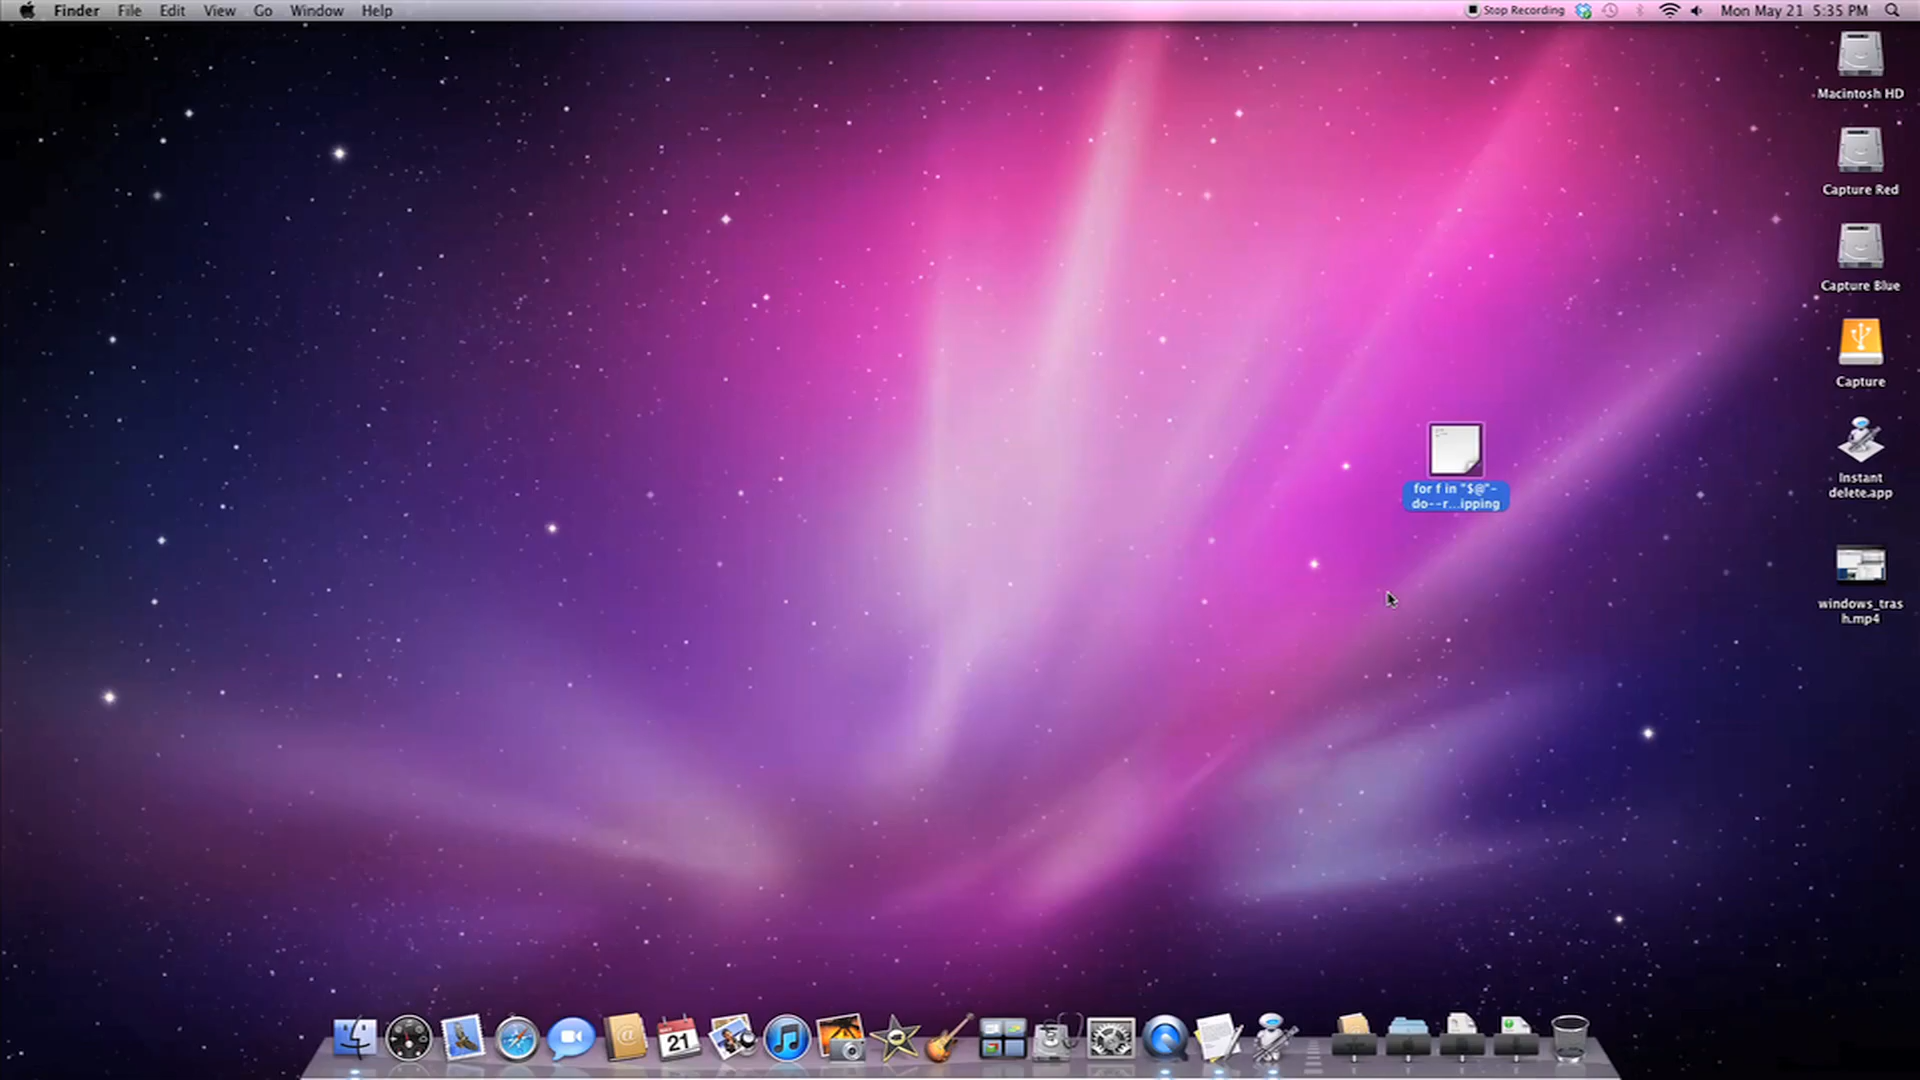 Finder File Edit View Go Window Help
Stop Recording
Mon May 21 5:35 PM
Macintosh HD
Capture Red
Capture Blue
Capture
Instant
delete.app
windows_tras
h.mp4
for f in "$@"-
do--r...ipping
21